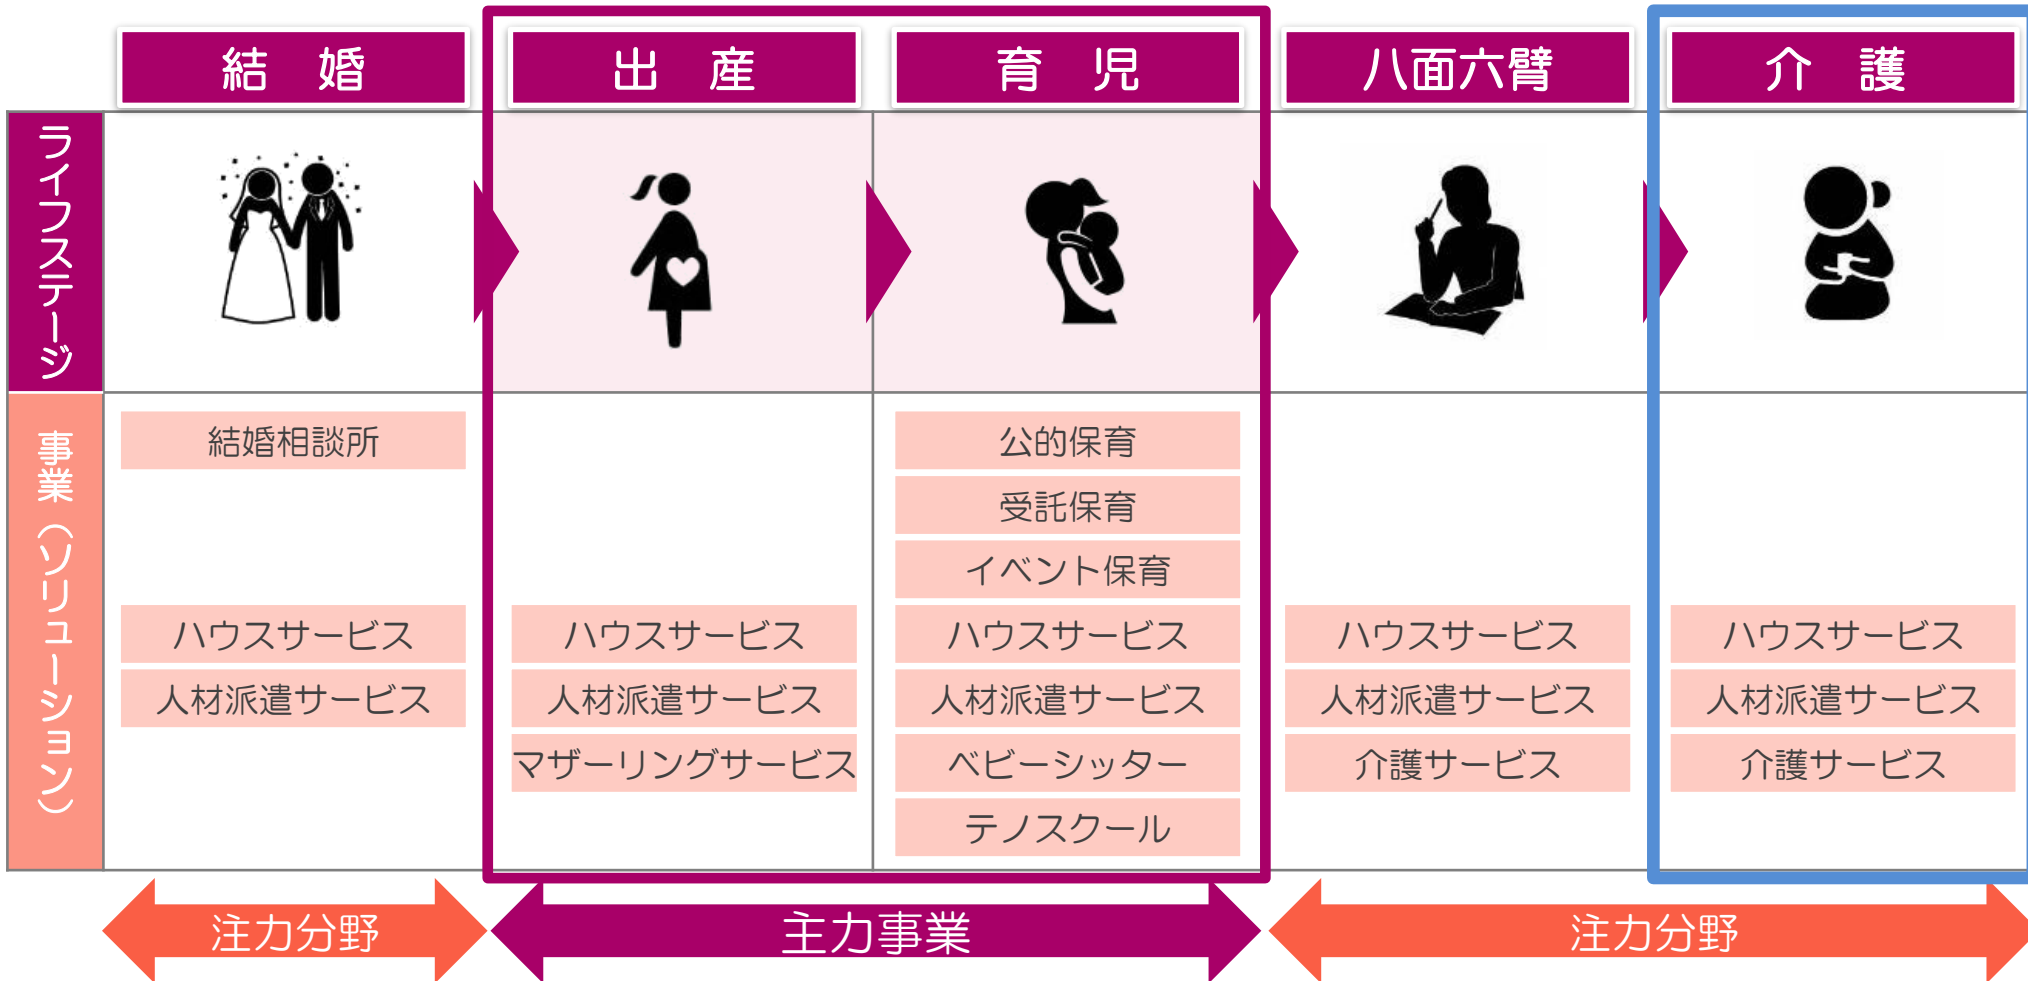 結　婚
出　産
育　児
八面六臂
介　護
ライフステージ
事業（ソリューション）
結婚相談所
ハウスサービス
人材派遣サービス
ハウスサービス
人材派遣サービス
マザーリングサービス
公的保育
受託保育
イベント保育
ハウスサービス
人材派遣サービス
ベビーシッター
テノスクール
ハウスサービス
人材派遣サービス
介護サービス
ハウスサービス
人材派遣サービス
介護サービス
注力分野
主力事業
注力分野